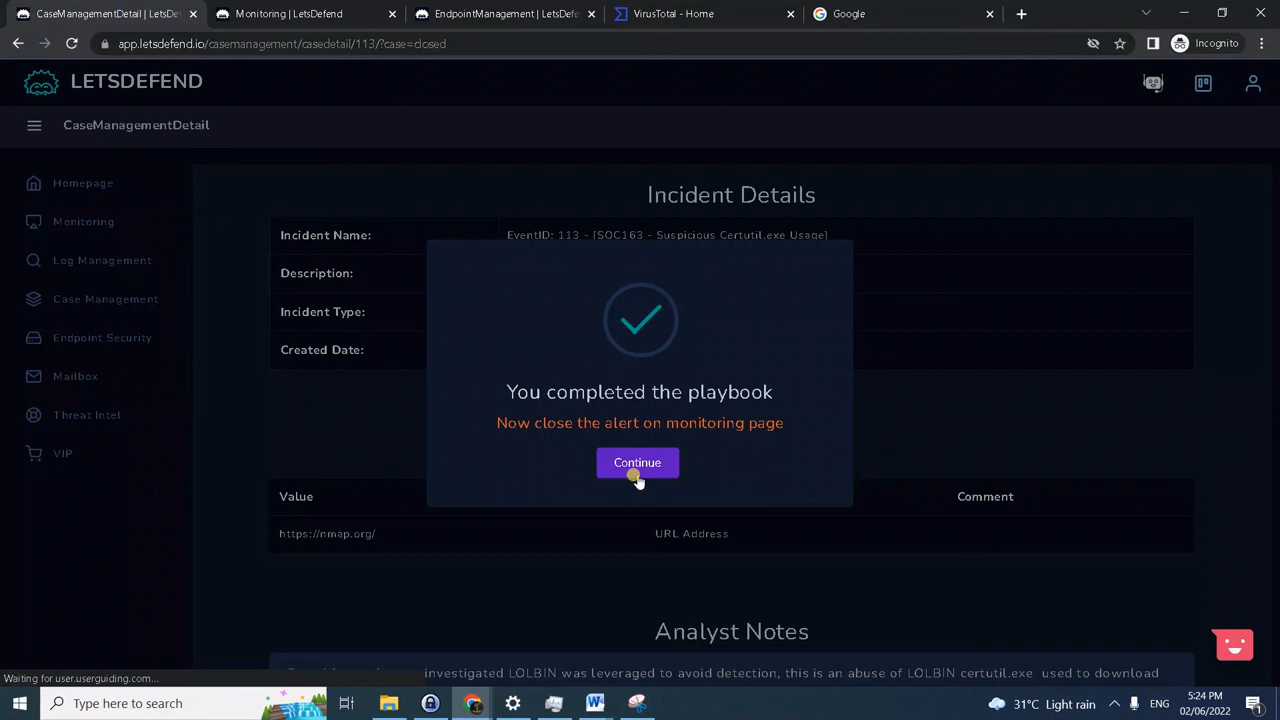 CaseManagementDetail | LetsDef
Monitoring | LetsDefend
EndpointManagement | LetsDefe
VirusTotal - Home
Google
app.letsdefend.io/casemanagement/casedetail/113/?case=closed
Incognito
LETSDEFEND
CaseManagementDetail
Homepage
Monitoring
Log Management
Case Management
Endpoint Security
Mailbox
Threat Intel
VIP
Incident Details
Incident Name:
EventID: 113 - [SOC163 - Suspicious Certutil.exe Usage]
Description:
Incident Type:
Created Date:
You completed the playbook
Now close the alert on monitoring page
Continue
Value
Comment
https://nmap.org/
URL Address
Analyst Notes
investigated LOLBIN was leveraged to avoid detection, this is an abuse of LOLBIN certutil.exe used to download
Waiting for user.userguiding.com...
Type here to search
31°C Light rain
ENG
5:24 PM
02/06/2022